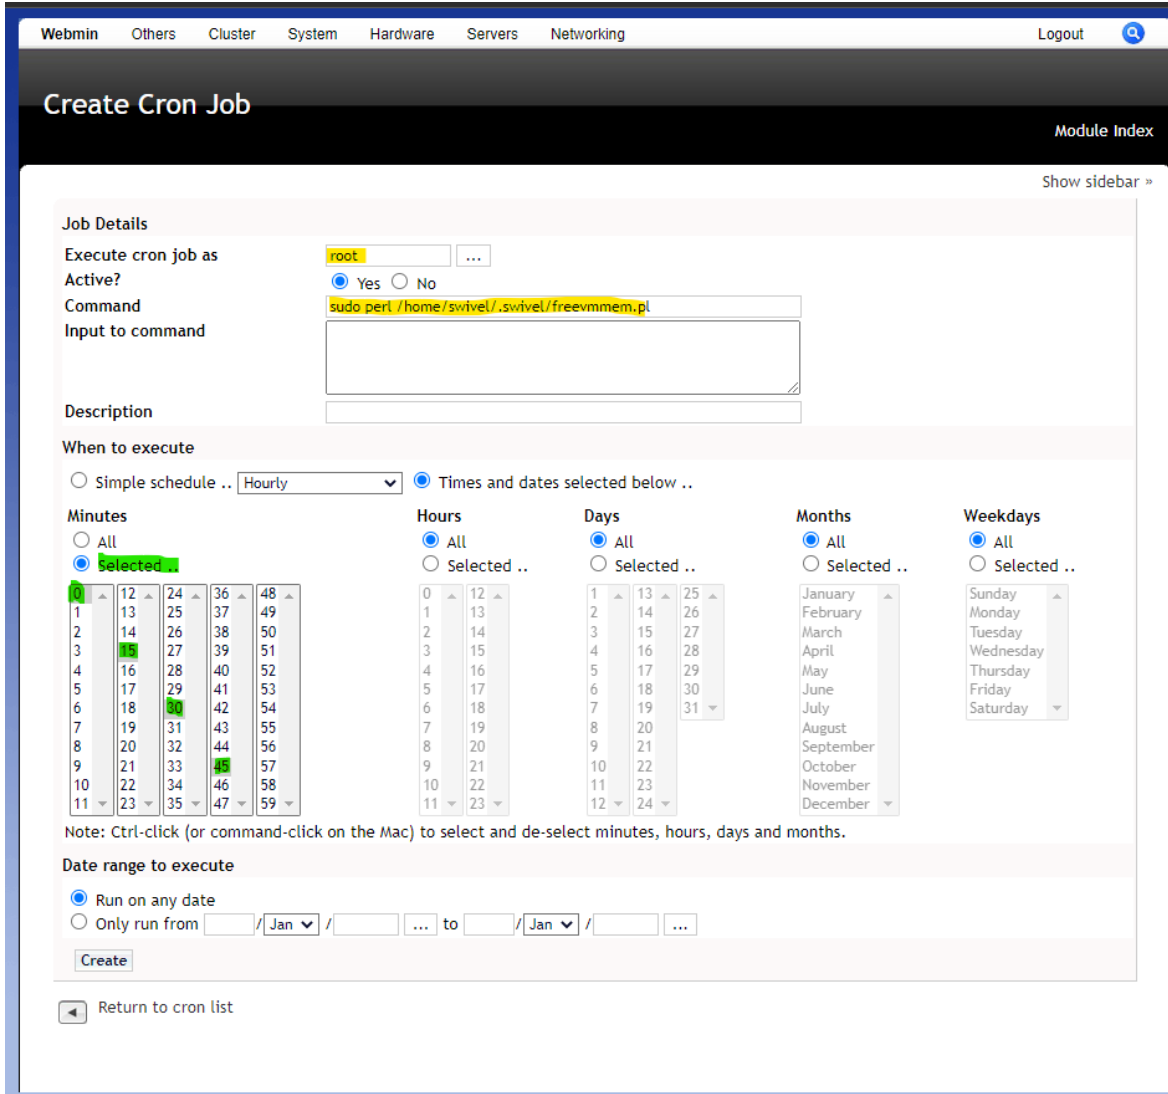 Webmin Others Cluster System Hardware Servers Networking Logout
Create Cron Job
Module Index
Show sidebar »
Job Details
Execute cron job as root ...
Active? Yes No
Command sudo perl /home/swivel/.swivel/freevmmem.pl
Input to command
Description
When to execute
Simple schedule .. Hourly Times and dates selected below ..
Minutes Hours Days Months Weekdays
All All All All All
Selected .. Selected .. Selected .. Selected .. Selected ..
0 12 24 36 48 0 12 1 13 25 January Sunday
1 13 25 37 49 1 13 2 14 26 February Monday
2 14 26 38 50 2 14 3 15 27 March Tuesday
3 15 27 39 51 3 15 4 16 28 April Wednesday
4 16 28 40 52 4 16 5 17 29 May Thursday
5 17 29 41 53 5 17 6 18 30 June Friday
6 18 30 42 54 6 18 7 19 31 July Saturday
7 19 31 43 55 7 19 8 20 August
8 20 32 44 56 8 20 9 21 September
9 21 33 45 57 9 21 10 22 October
10 22 34 46 58 10 22 11 23 November
11 23 35 47 59 11 23 12 24 December
Note: Ctrl-click (or command-click on the Mac) to select and de-select minutes, hours, days and months.
Date range to execute
Run on any date
Only run from / Jan / ... to / Jan / ...
Create
Return to cron list